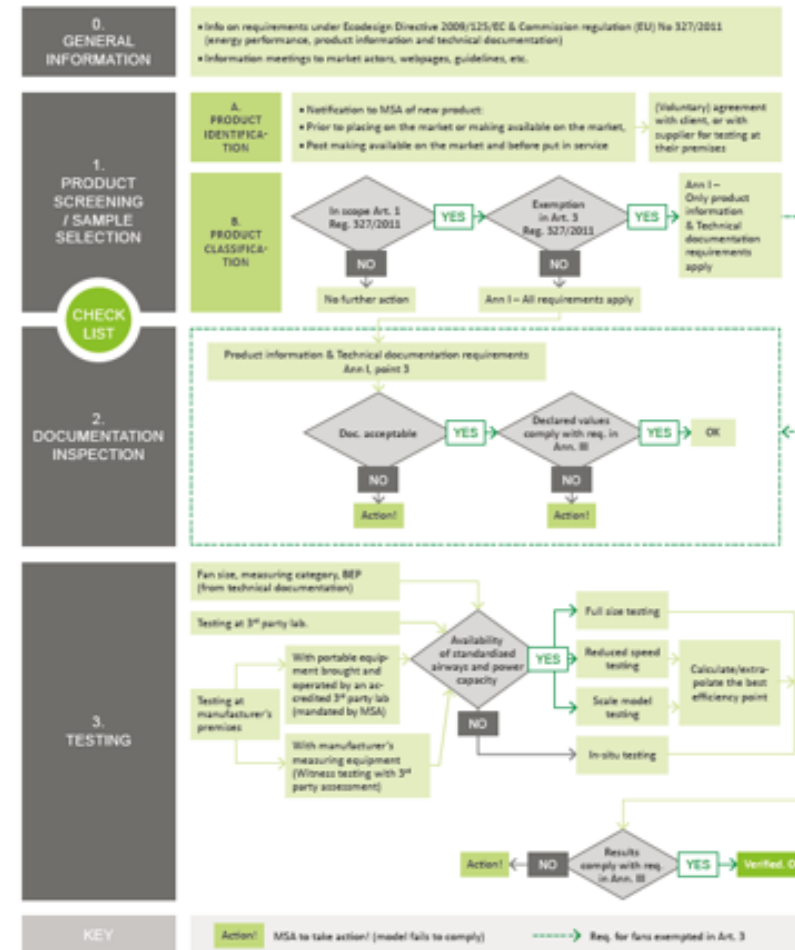 0.
GENERAL
INFORMATION
• Info on requirements under Ecodesign Directive 2009/125/EC & Commission regulation (EU) No 327/2011
(energy performance, product information and technical documentation)
• Information meetings to market actors, webpages, guidelines, etc.
1.
PRODUCT
SCREENING
/ SAMPLE
SELECTION
A.
PRODUCT
IDENTIFICA-
TION
• Notification to MSA of new product:
• Prior to placing on the market or making available on the market,
• Post making available on the market and before put in service
(Voluntary) agreement
with client, or with
supplier for testing at
their premises
B.
PRODUCT
CLASSIFICA-
TION
In scope Art. 1
Reg. 327/2011
YES
Exemption
in Art. 3
Reg. 327/2011
YES
Ann I –
Only product
information
& Technical
documentation
requirements
apply
NO
NO
No further action
Ann I – All requirements apply
CHECK
LIST
2.
DOCUMENTATION
INSPECTION
Product information & Technical documentation requirements
Ann I, point 3
Doc. acceptable
YES
Declared values
comply with req. in
Ann. III
YES
OK
NO
NO
Action!
Action!
3.
TESTING
Fan size, measuring category, BEP
(from technical documentation)
Testing at 3rd party lab.
Testing at
manufacturer's
premises
With portable equip-
ment brought and
operated by an ac-
credited 3rd party lab
(mandated by MSA)
With manufacturer's
measuring equipment
(Witness testing with 3rd
party assessment)
Availability
of standardised
airways and power
capacity
YES
NO
Full size testing
Reduced speed
testing
Scale model
testing
In-situ testing
Calculate/extra-
polate the best
efficiency point
Action!
NO
Results
comply with req.
in Ann. III
YES
Verified. O
KEY
Action!
MSA to take action! (model fails to comply)
Req. for fans exempted in Art. 3